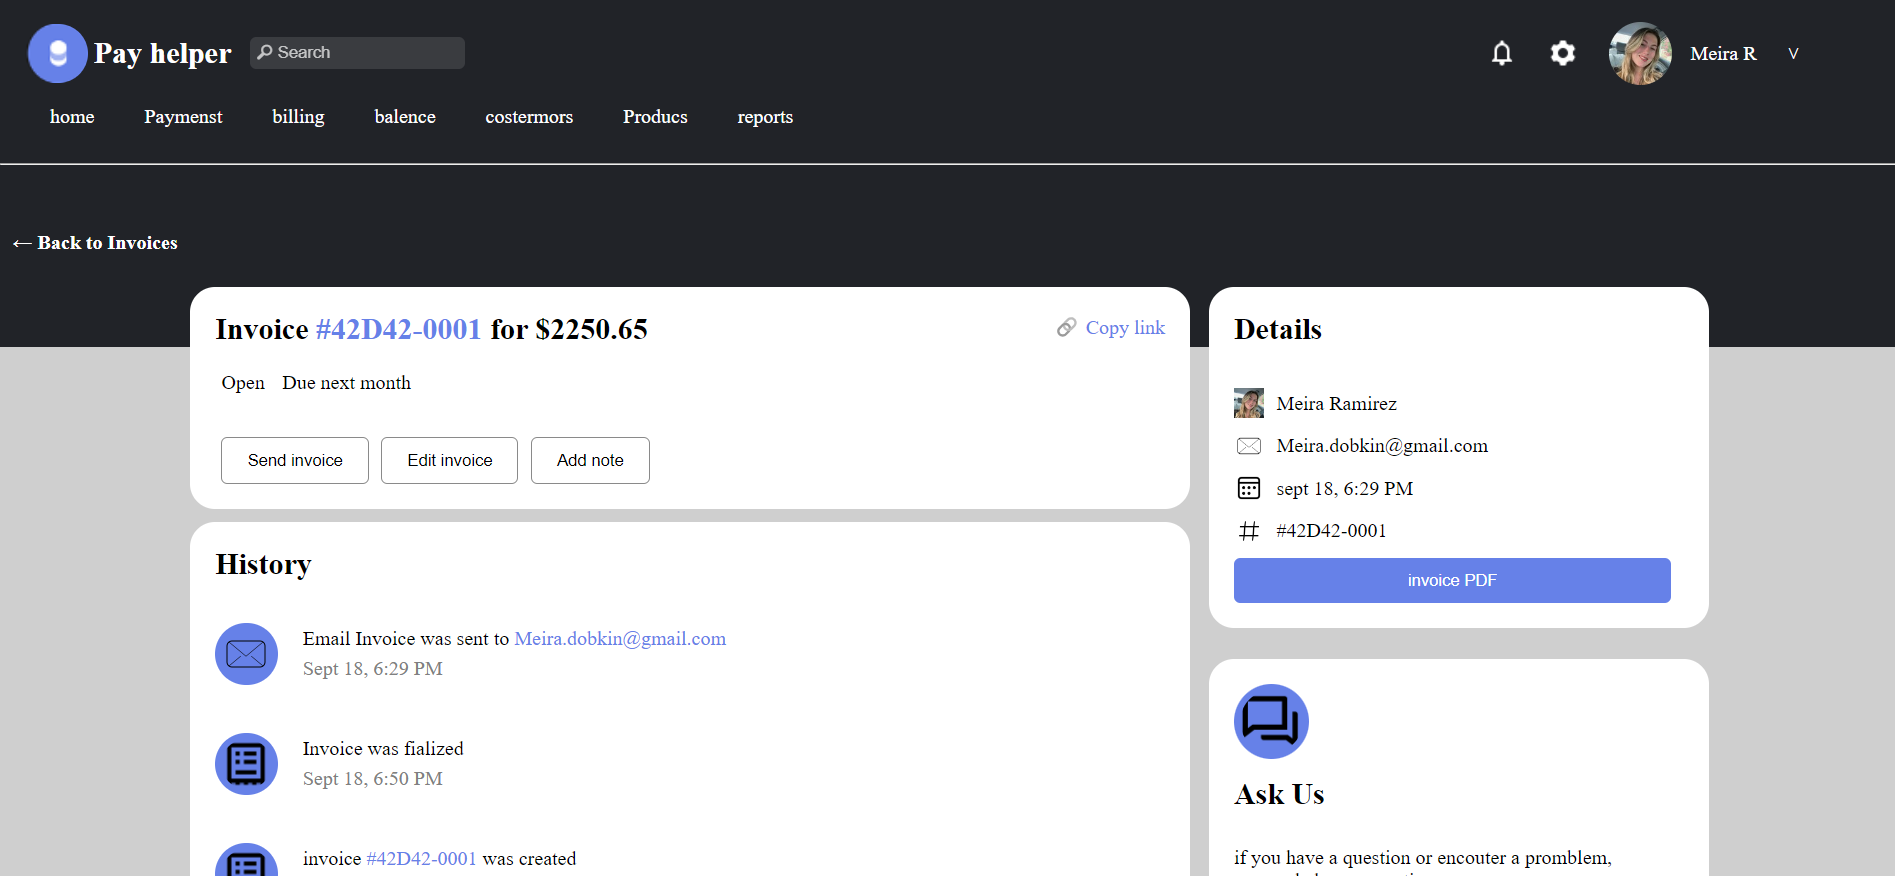 Pay helper
Search
Meira R
V
home Paymenst billing balence costermors Producs reports
← Back to Invoices
Invoice #42D42-0001 for $2250.65
Copy link
Open Due next month
Send invoice Edit invoice Add note
History
Email Invoice was sent to Meira.dobkin@gmail.com
Sept 18, 6:29 PM
Invoice was fialized
Sept 18, 6:50 PM
invoice #42D42-0001 was created
Details
Meira Ramirez
Meira.dobkin@gmail.com
sept 18, 6:29 PM
#42D42-0001
invoice PDF
Ask Us
if you have a question or encouter a promblem,